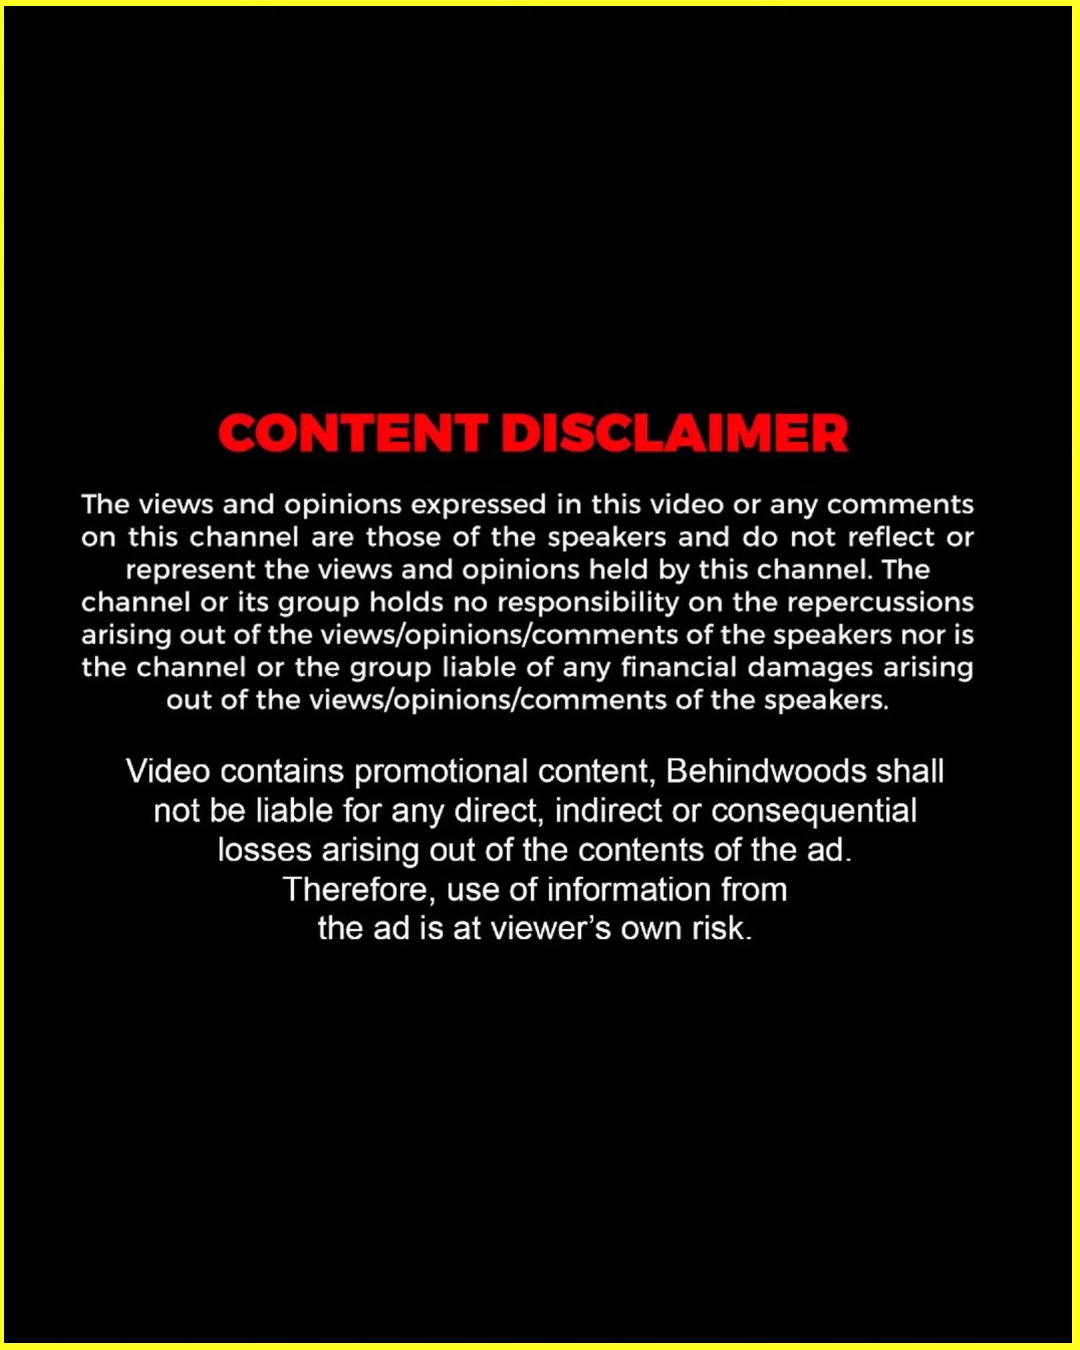 CONTENT DISCLAIMER
The views and opinions expressed in this video or any comments
on this channel are those of the speakers and do not reflect or
represent the views and opinions held by this channel. The
channel or its group holds no responsibility on the repercussions
arising out of the views/opinions/comments of the speakers nor is
the channel or the group liable of any financial damages arising
out of the views/opinions/comments of the speakers.
Video contains promotional content, Behindwoods shall
not be liable for any direct, indirect or consequential
losses arising out of the contents of the ad.
Therefore, use of information from
the ad is at viewer’s own risk.